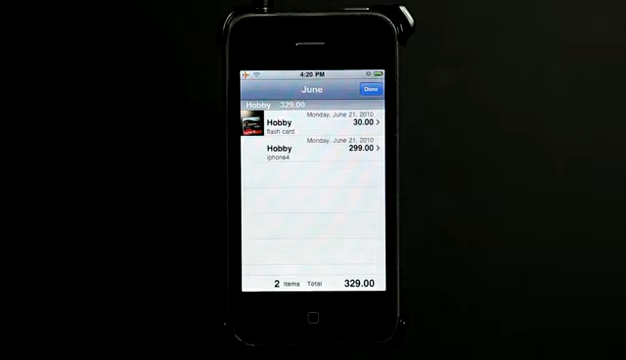 4:20 PM
June
Done
Hobby 329.00
Monday, June 21, 2010
Hobby 30.00
flash card
Monday, June 21, 2010
Hobby 299.00
iphone4
2 Items Total 329.00